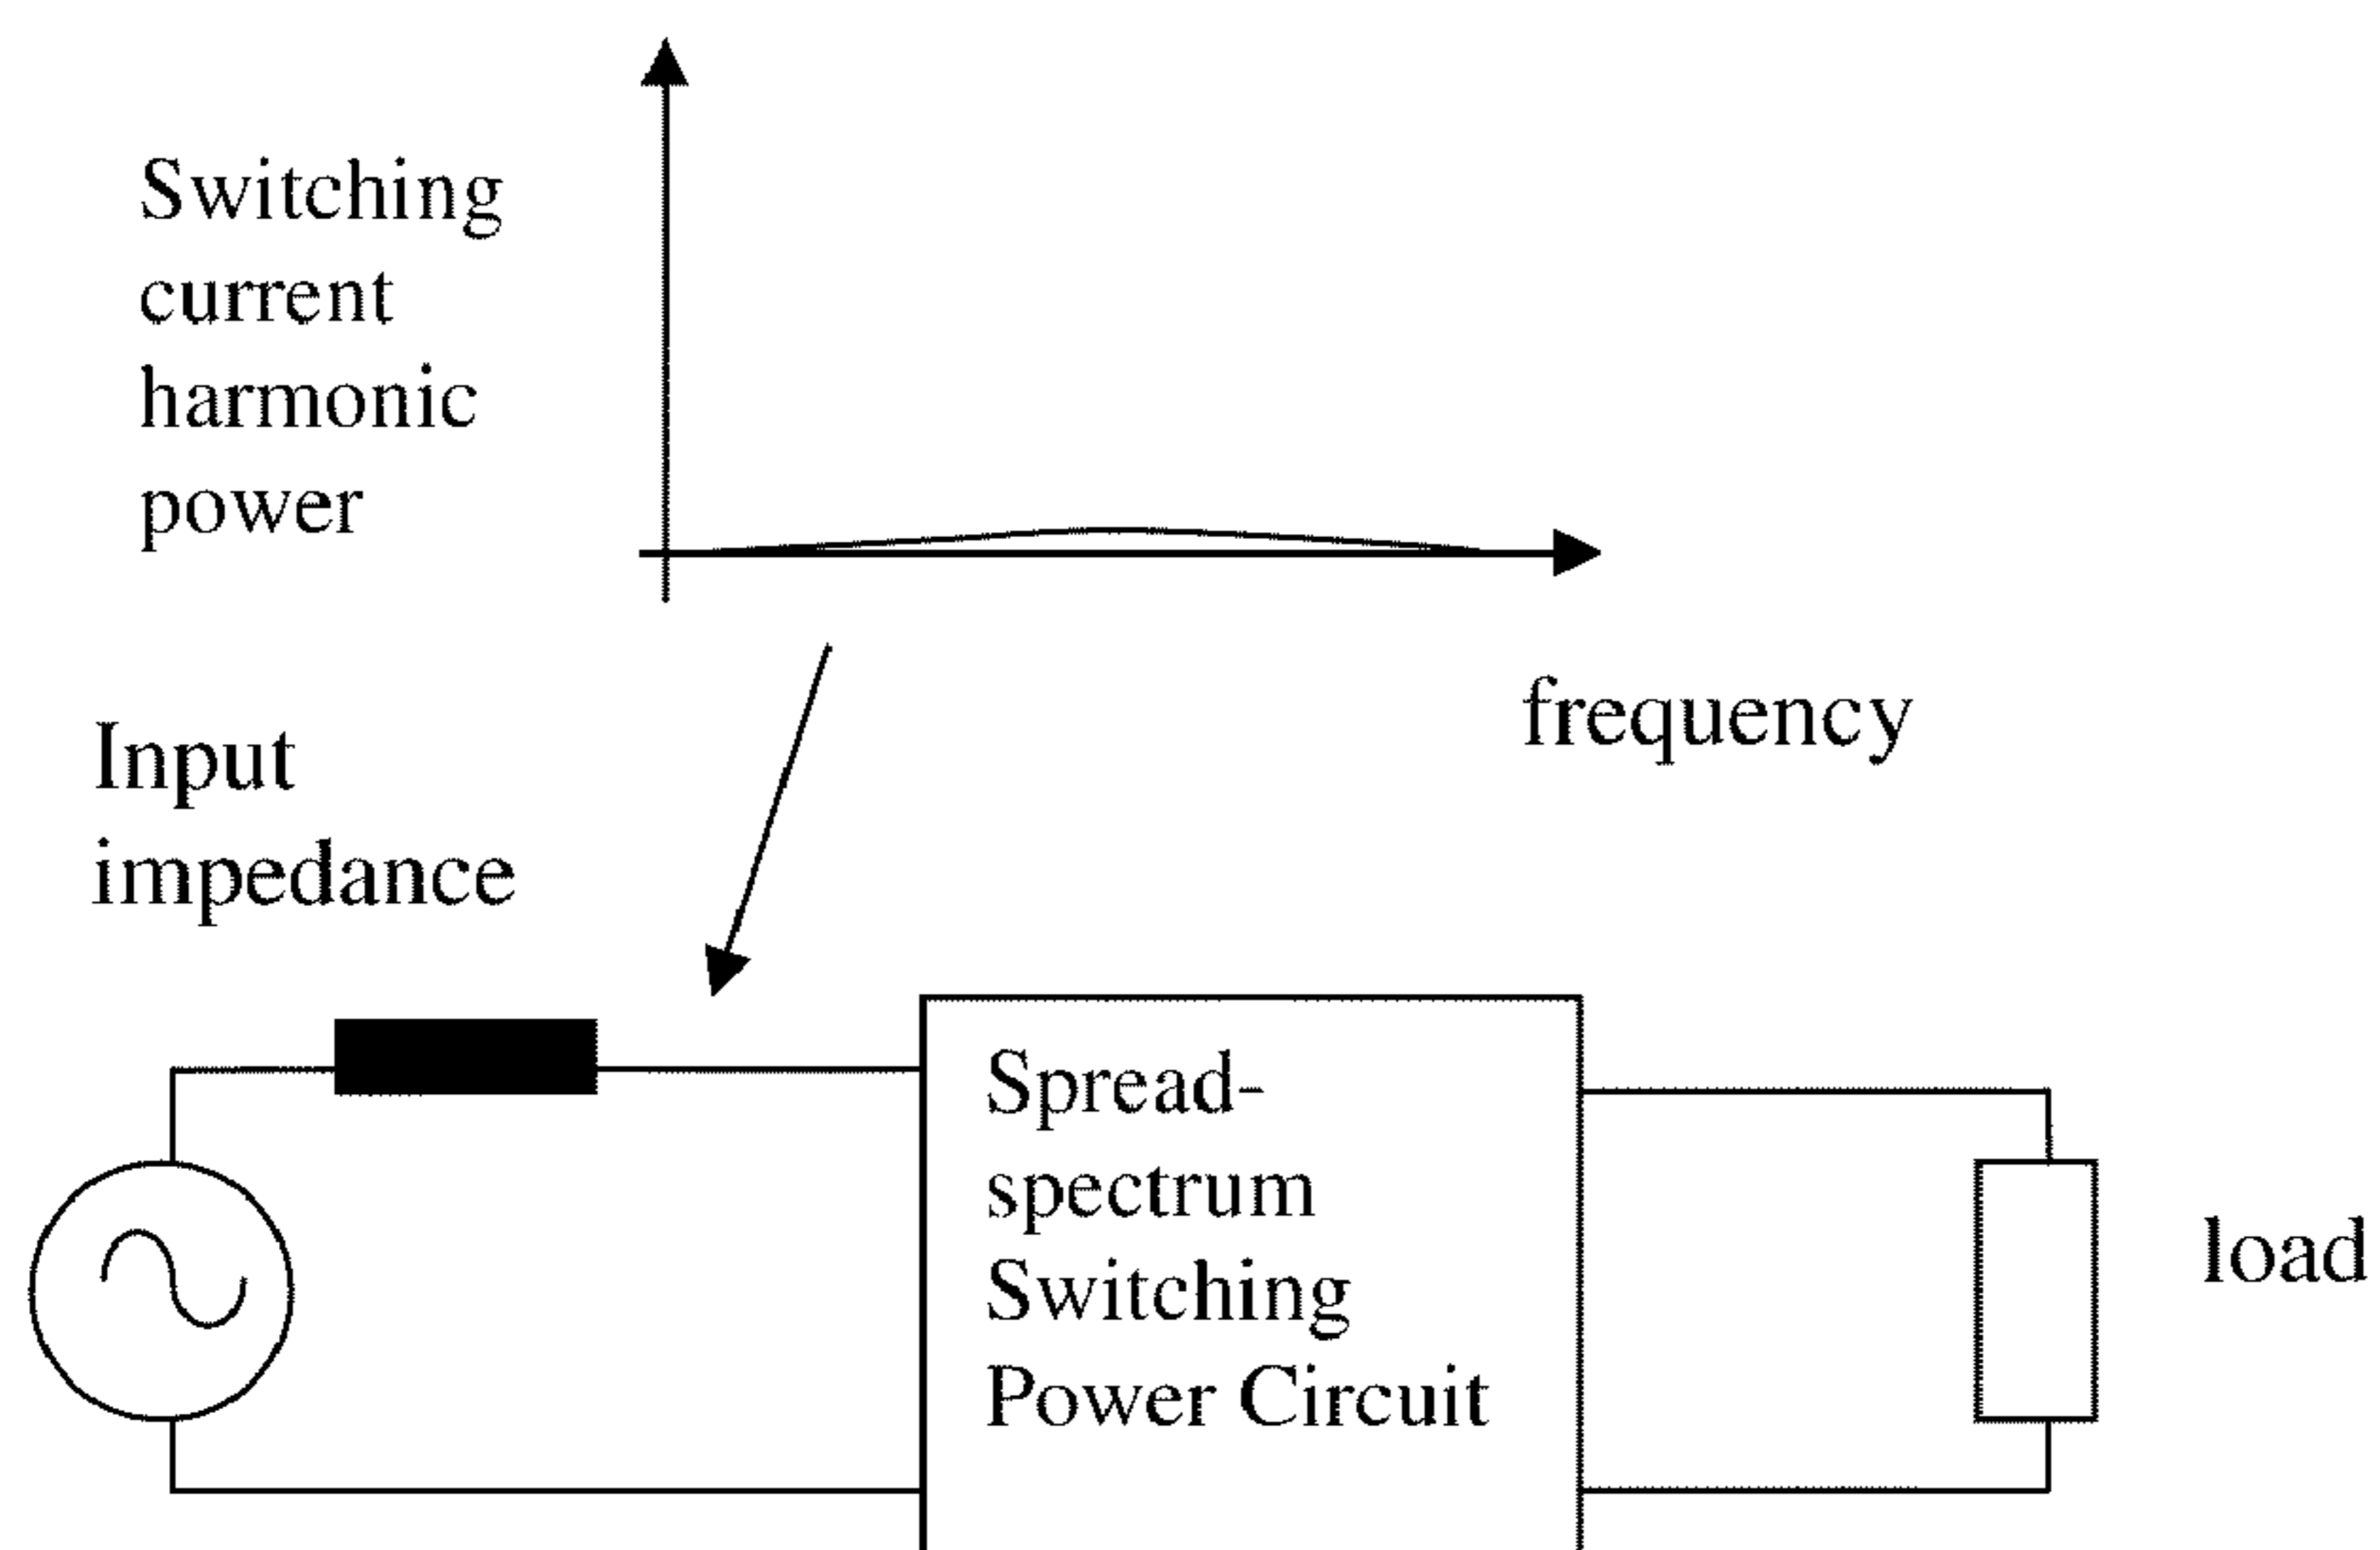 Switching
current
harmonic
power
frequency
Input
impedance
Spread-
spectrum
Switching
Power Circuit
load